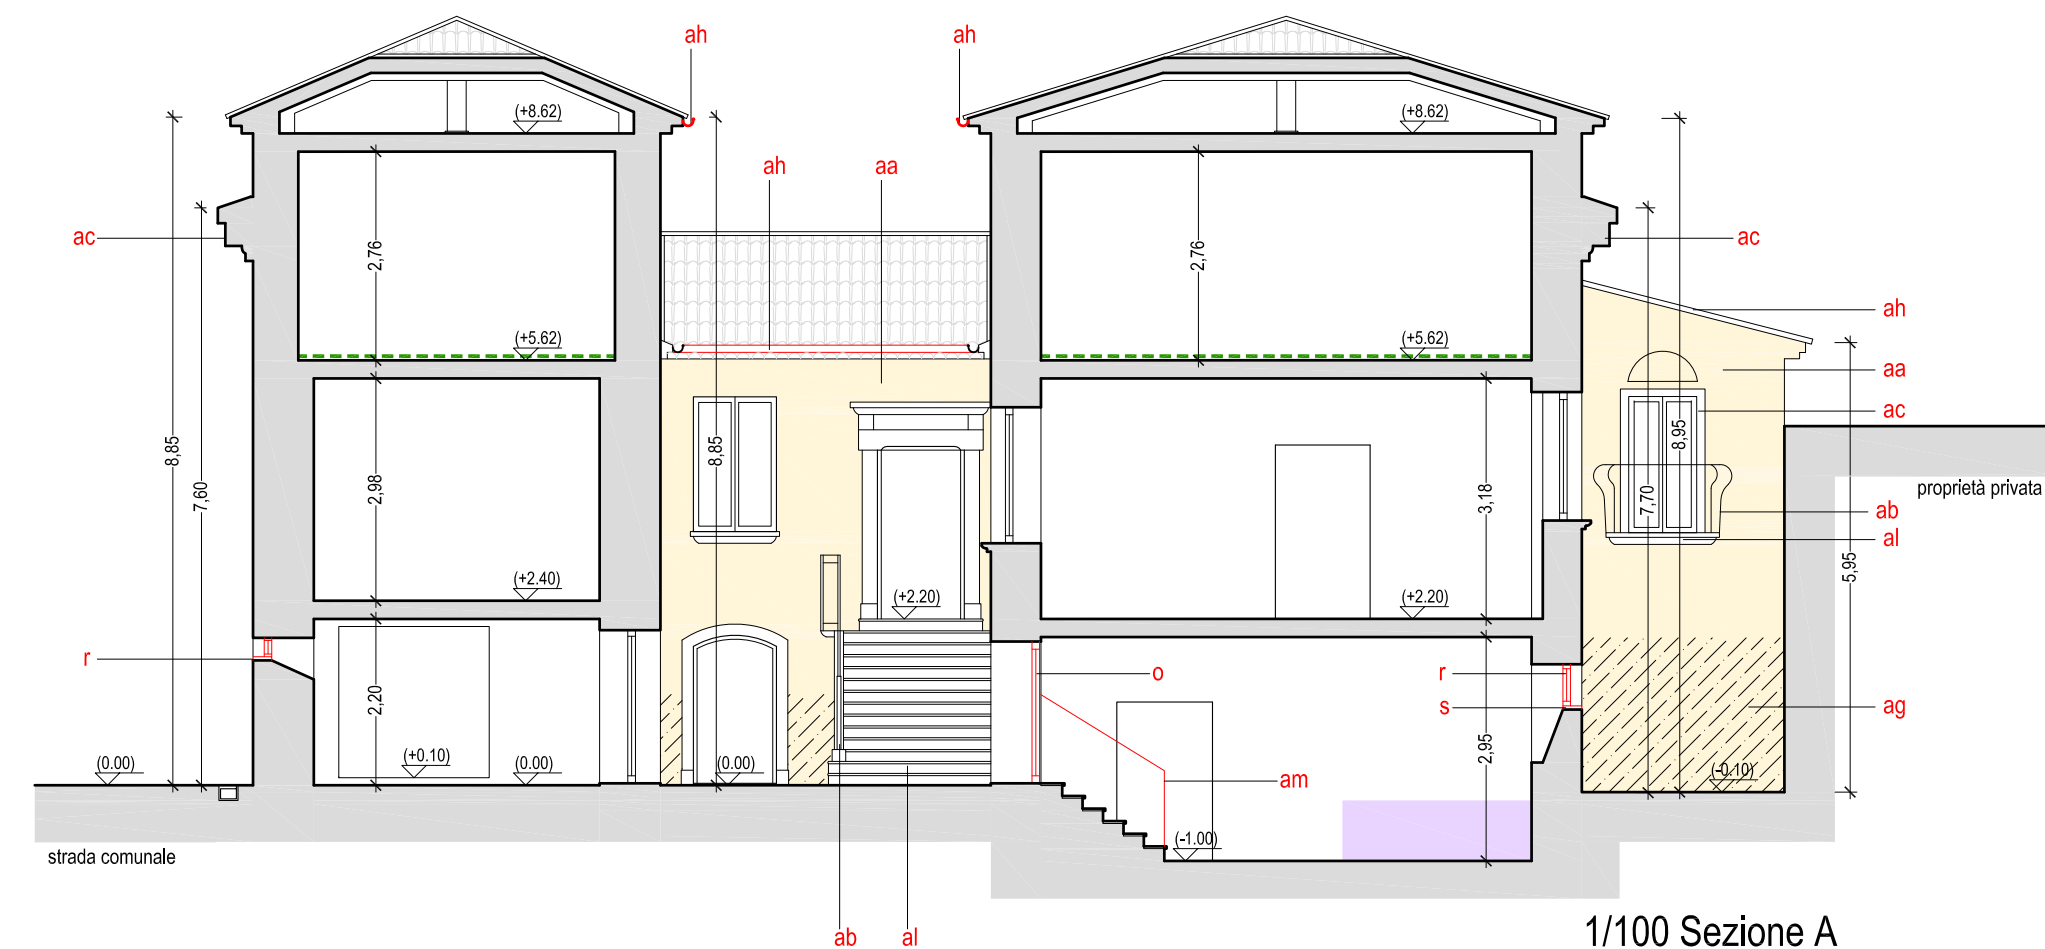 ah
ah
(+8.62)
(+8.62)
ah
aa
ac
ac
2,76
2,76
ah
(+5.62)
(+5.62)
aa
ac
8,85
8,85
8,95
7,60
2,98
3,18
7,70
proprietà privata
ab
al
5,95
(+2.40)
(+2.20)
(+2.20)
r
o
r
s
ag
2,20
2,95
(0.00)
(+0.10)
(0.00)
(0.00)
am
(-0.10)
(-1.00)
strada comunale
ab
al
1/100 Sezione A